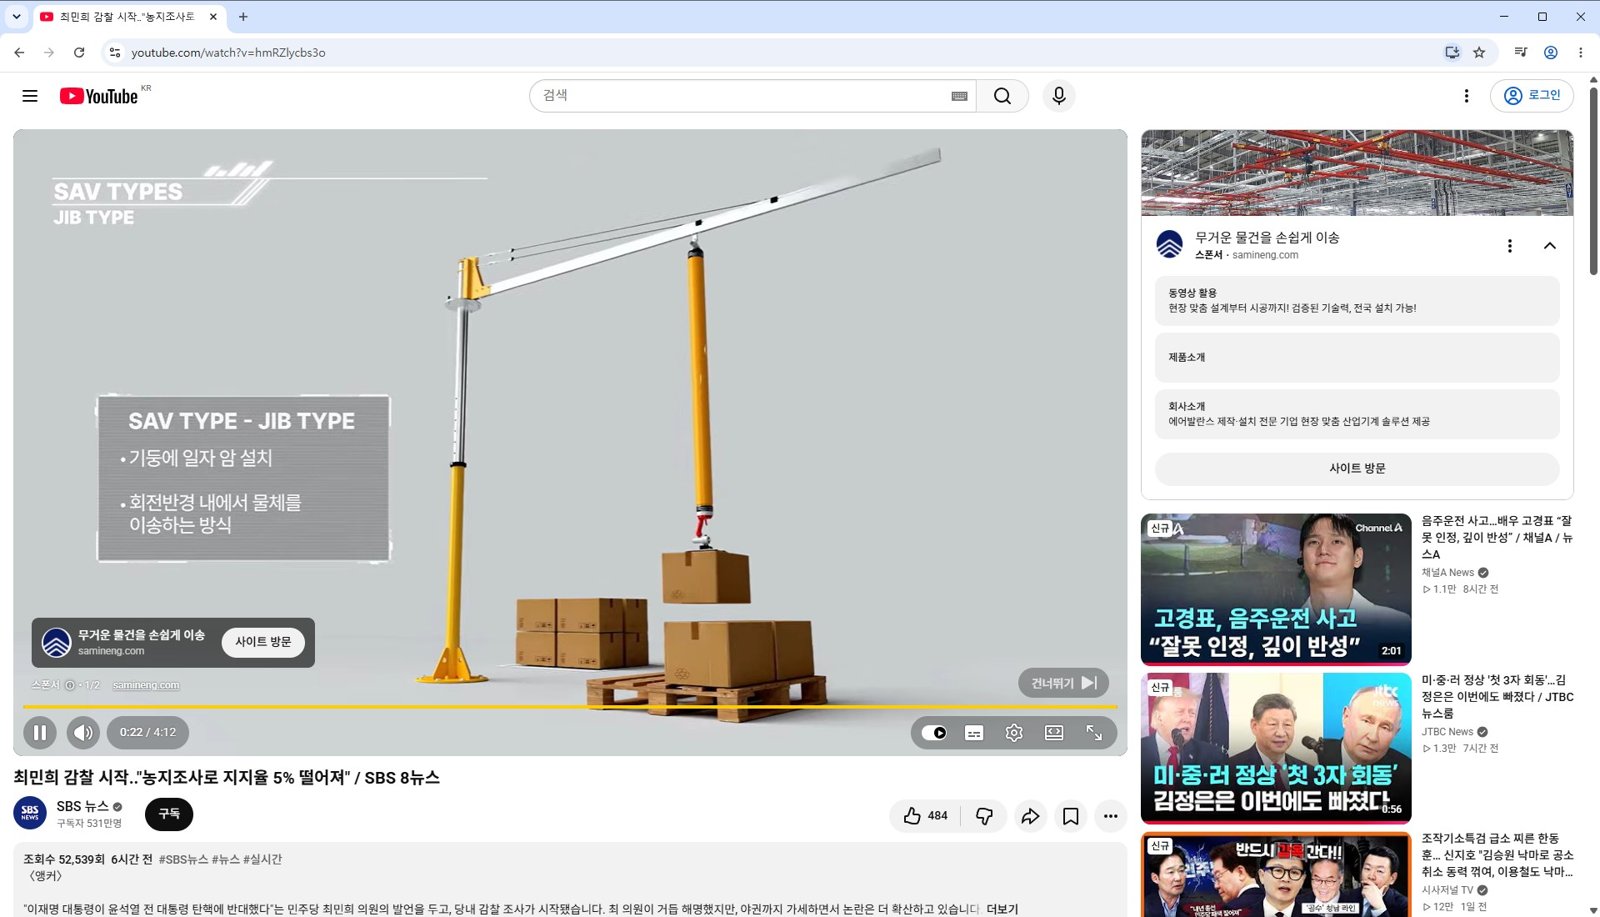 최민희 감찰 시작.."농지조사로
youtube.com/watch?v=hmRZlycbs3o
YouTube KR
검색
로그인
SAV TYPES
JIB TYPE
SAV TYPE - JIB TYPE
• 기둥에 일자 암 설치
• 회전반경 내에서 물체를
이송하는 방식
무거운 물건을 손쉽게 이송
samineng.com
사이트 방문
스폰서 · 1/2 samineng.com
건너뛰기
0:22 / 4:12
최민희 감찰 시작.."농지조사로 지지율 5% 떨어져" / SBS 8뉴스
SBS NEWS
SBS 뉴스
구독자 531만명
구독
484
조회수 52,539회 6시간 전 #SBS뉴스 #뉴스 #실시간
〈앵커〉
"이재명 대통령이 윤석열 전 대통령 탄핵에 반대했다"는 민주당 최민희 의원의 발언을 두고, 당내 감찰 조사가 시작됐습니다. 최 의원이 거듭 해명했지만, 야권까지 가세하면서 논란은 더 확산하고 있습니다. 더보기
무거운 물건을 손쉽게 이송
스폰서 · samineng.com
동영상 활용
현장 맞춤 설계부터 시공까지! 검증된 기술력, 전국 설치 가능!
제품소개
회사소개
에어발란스 제작·설치 전문 기업 현장 맞춤 산업기계 솔루션 제공
사이트 방문
신규
Channel A
고경표, 음주운전 사고
“잘못 인정, 깊이 반성”
2:01
음주운전 사고…배우 고경표 “잘
못 인정, 깊이 반성” / 채널A / 뉴
스A
채널A News
1.1만 8시간 전
신규
jtbc news
미·중·러 정상 '첫 3자 회동'
김정은은 이번에도 빠졌다
0:56
미·중·러 정상 '첫 3자 회동'…김
정은은 이번에도 빠졌다 / JTBC
뉴스룸
JTBC News
1.3만 7시간 전
신규
반드시 감옥 간다!!
조작기소특검 급소 찌른 한동
훈... 신지호 "김승원 낙마로 공소
취소 동력 꺾여, 이용철도 낙마...
시사저널 TV
12만 1일 전